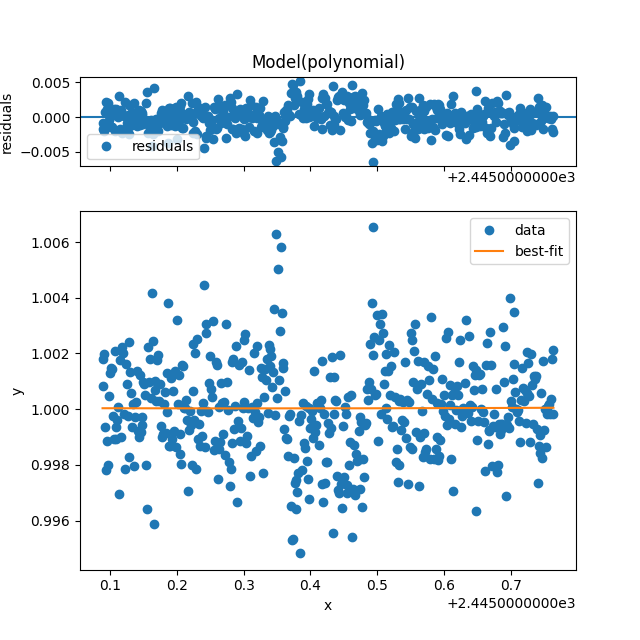 Model(polynomial)
0.005
0.000
−0.005
residuals
residuals
+2.4450000000e3
1.006
1.004
1.002
1.000
0.998
0.996
y
data
best-fit
0.1 0.2 0.3 0.4 0.5 0.6 0.7
x
+2.4450000000e3